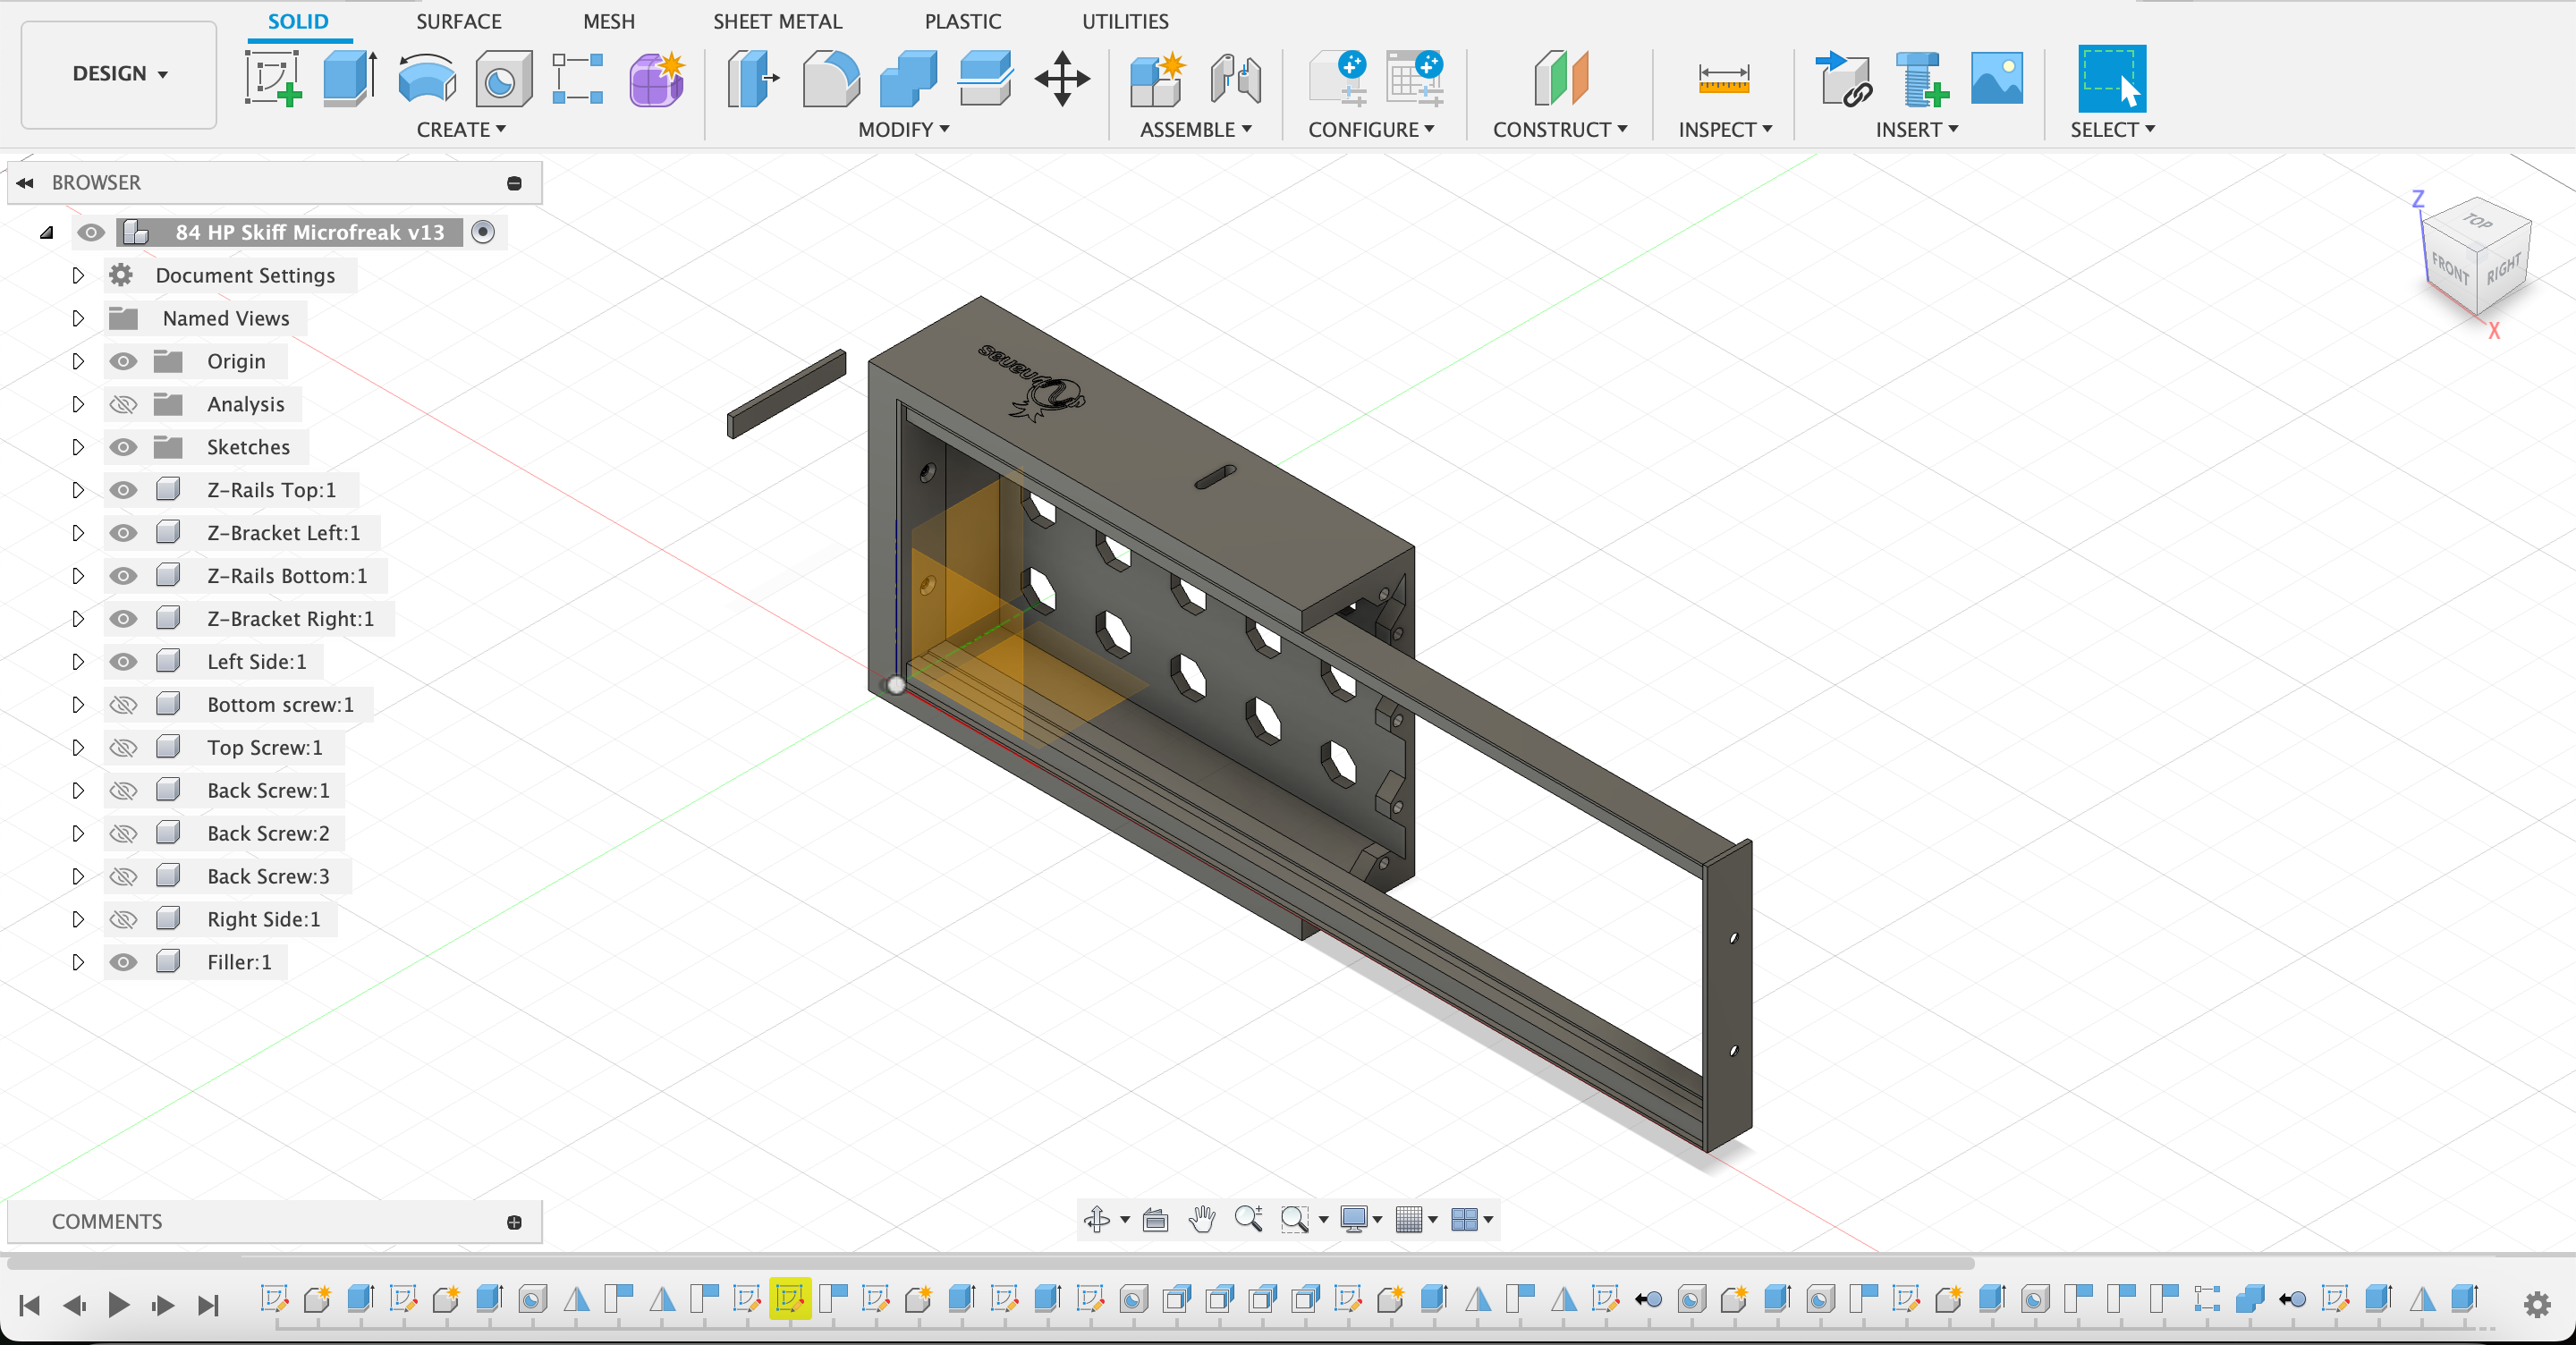 SOLID SURFACE MESH SHEET METAL PLASTIC UTILITIES
DESIGN
CREATE MODIFY ASSEMBLE CONFIGURE CONSTRUCT INSPECT INSERT SELECT
BROWSER
84 HP Skiff Microfreak v13
Document Settings
Named Views
Origin
Analysis
Sketches
Z-Rails Top:1
Z-Bracket Left:1
Z-Rails Bottom:1
Z-Bracket Right:1
Left Side:1
Bottom screw:1
Top Screw:1
Back Screw:1
Back Screw:2
Back Screw:3
Right Side:1
Filler:1
Z
TOP
FRONT RIGHT
X
COMMENTS